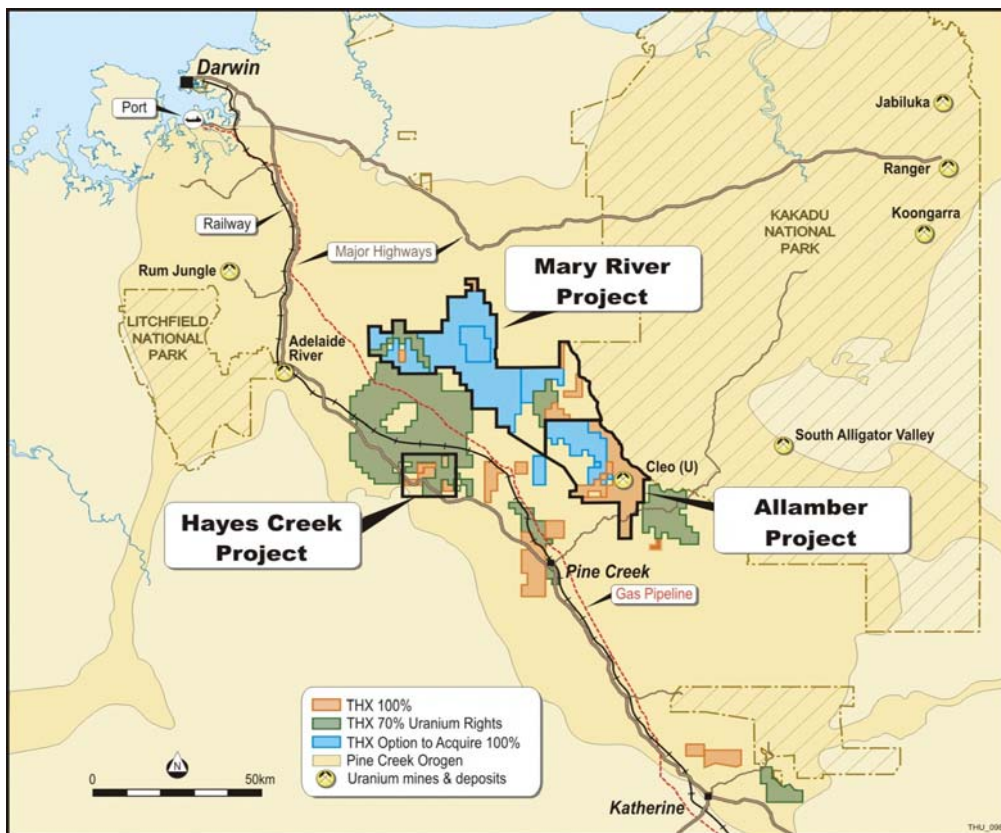 Darwin
Port
Jabiluka
Ranger
Railway
KAKADU
NATIONAL
PARK
Koongarra
Major Highways
Rum Jungle
Mary River
Project
LITCHFIELD
NATIONAL
PARK
Adelaide
River
South Alligator Valley
Cleo (U)
Hayes Creek
Project
Allamber
Project
Pine Creek
Gas Pipeline
THX 100%
THX 70% Uranium Rights
THX Option to Acquire 100%
Pine Creek Orogen
Uranium mines & deposits
N
0
50km
Katherine